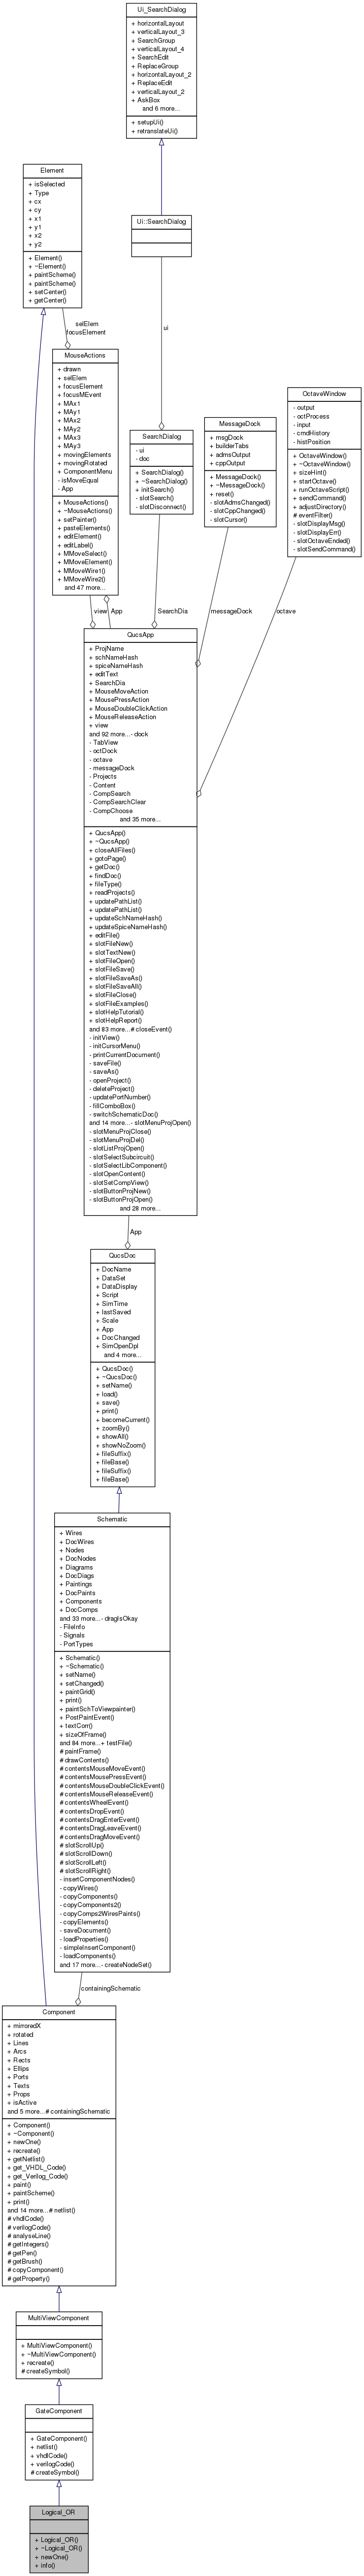 Ui_SearchDialog
+ horizontalLayout
+ verticalLayout_3
+ SearchGroup
+ verticalLayout_4
+ SearchEdit
+ ReplaceGroup
+ horizontalLayout_2
+ ReplaceEdit
+ verticalLayout_2
+ AskBox
and 6 more...
+ setupUi()
+ retranslateUi()
Element
+ isSelected
+ Type
+ cx
+ cy
+ x1
+ y1
+ x2
+ y2
+ Element()
+ ~Element()
+ paintScheme()
+ paintScheme()
+ setCenter()
+ getCenter()
Ui::SearchDialog
selElem
focusElement
ui
MouseActions
+ drawn
+ selElem
+ focusElement
+ focusMEvent
+ MAx1
+ MAy1
+ MAx2
+ MAy2
+ MAx3
+ MAy3
+ movingElements
+ movingRotated
+ ComponentMenu
- isMoveEqual
- App
+ MouseActions()
+ ~MouseActions()
+ setPainter()
+ pasteElements()
+ editElement()
+ editLabel()
+ MMoveSelect()
+ MMoveElement()
+ MMoveWire1()
+ MMoveWire2()
and 47 more...
SearchDialog
- ui
- doc
+ SearchDialog()
+ ~SearchDialog()
+ initSearch()
- slotSearch()
- slotDisconnect()
MessageDock
+ msgDock
+ builderTabs
+ admsOutput
+ cppOutput
+ MessageDock()
+ ~MessageDock()
+ reset()
- slotAdmsChanged()
- slotCppChanged()
- slotCursor()
OctaveWindow
- output
- octProcess
- input
- cmdHistory
- histPosition
+ OctaveWindow()
+ ~OctaveWindow()
+ sizeHint()
+ startOctave()
+ runOctaveScript()
+ sendCommand()
+ adjustDirectory()
# eventFilter()
- slotDisplayMsg()
- slotDisplayErr()
- slotOctaveEnded()
- slotSendCommand()
view
App
SearchDia
messageDock
octave
QucsApp
+ ProjName
+ schNameHash
+ spiceNameHash
+ editText
+ SearchDia
+ MouseMoveAction
+ MousePressAction
+ MouseDoubleClickAction
+ MouseReleaseAction
+ view
and 92 more...- dock
- TabView
- octDock
- octave
- messageDock
- Projects
- Content
- CompSearch
- CompSearchClear
- CompChoose
and 35 more...
+ QucsApp()
+ ~QucsApp()
+ closeAllFiles()
+ gotoPage()
+ getDoc()
+ findDoc()
+ fileType()
+ readProjects()
+ updatePathList()
+ updatePathList()
+ updateSchNameHash()
+ updateSpiceNameHash()
+ editFile()
+ slotFileNew()
+ slotTextNew()
+ slotFileOpen()
+ slotFileSave()
+ slotFileSaveAs()
+ slotFileSaveAll()
+ slotFileClose()
+ slotFileExamples()
+ slotHelpTutorial()
+ slotHelpReport()
and 83 more...# closeEvent()
- initView()
- initCursorMenu()
- printCurrentDocument()
- saveFile()
- saveAs()
- openProject()
- deleteProject()
- updatePortNumber()
- fillComboBox()
- switchSchematicDoc()
and 14 more...- slotMenuProjOpen()
- slotMenuProjClose()
- slotMenuProjDel()
- slotListProjOpen()
- slotSelectSubcircuit()
- slotSelectLibComponent()
- slotOpenContent()
- slotSetCompView()
- slotButtonProjNew()
- slotButtonProjOpen()
and 28 more...
App
QucsDoc
+ DocName
+ DataSet
+ DataDisplay
+ Script
+ SimTime
+ lastSaved
+ Scale
+ App
+ DocChanged
+ SimOpenDpl
and 4 more...
+ QucsDoc()
+ ~QucsDoc()
+ setName()
+ load()
+ save()
+ print()
+ becomeCurrent()
+ zoomBy()
+ showAll()
+ showNoZoom()
+ fileSuffix()
+ fileBase()
+ fileSuffix()
+ fileBase()
Schematic
+ Wires
+ DocWires
+ Nodes
+ DocNodes
+ Diagrams
+ DocDiags
+ Paintings
+ DocPaints
+ Components
+ DocComps
and 33 more...- dragIsOkay
- FileInfo
- Signals
- PortTypes
+ Schematic()
+ ~Schematic()
+ setName()
+ setChanged()
+ paintGrid()
+ print()
+ paintSchToViewpainter()
+ PostPaintEvent()
+ textCorr()
+ sizeOfFrame()
and 84 more...+ testFile()
# paintFrame()
# drawContents()
# contentsMouseMoveEvent()
# contentsMousePressEvent()
# contentsMouseDoubleClickEvent()
# contentsMouseReleaseEvent()
# contentsWheelEvent()
# contentsDropEvent()
# contentsDragEnterEvent()
# contentsDragLeaveEvent()
# contentsDragMoveEvent()
# slotScrollUp()
# slotScrollDown()
# slotScrollLeft()
# slotScrollRight()
- insertComponentNodes()
- copyWires()
- copyComponents()
- copyComponents2()
- copyComps2WiresPaints()
- copyElements()
- saveDocument()
- loadProperties()
- simpleInsertComponent()
- loadComponents()
and 17 more...- createNodeSet()
containingSchematic
Component
+ mirroredX
+ rotated
+ Lines
+ Arcs
+ Rects
+ Ellips
+ Ports
+ Texts
+ Props
+ isActive
and 5 more...# containingSchematic
+ Component()
+ ~Component()
+ newOne()
+ recreate()
+ getNetlist()
+ get_VHDL_Code()
+ get_Verilog_Code()
+ paint()
+ paintScheme()
+ print()
and 14 more...# netlist()
# vhdlCode()
# verilogCode()
# analyseLine()
# getIntegers()
# getPen()
# getBrush()
# copyComponent()
# getProperty()
MultiViewComponent
+ MultiViewComponent()
+ ~MultiViewComponent()
+ recreate()
# createSymbol()
GateComponent
+ GateComponent()
+ netlist()
+ vhdlCode()
+ verilogCode()
# createSymbol()
Logical_OR
+ Logical_OR()
+ ~Logical_OR()
+ newOne()
+ info()